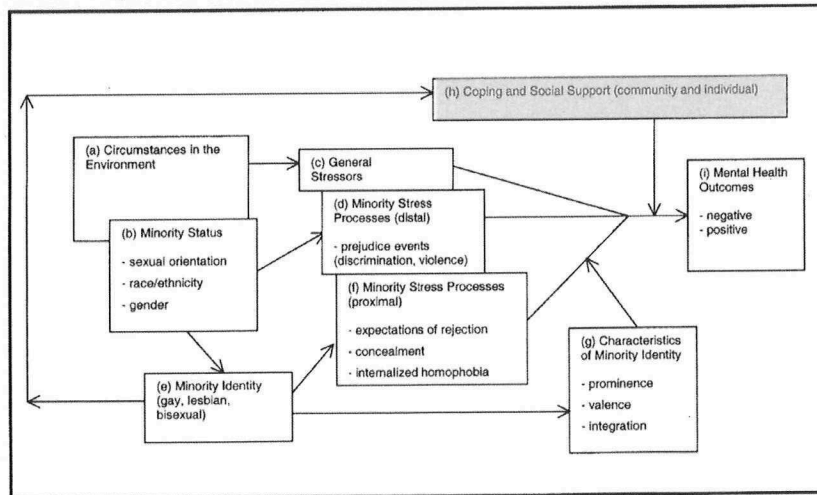 (h) Coping and Social Support (community and individual)
(a) Circumstances in the
Environment
(c) General
Stressors
(i) Mental Health
Outcomes
- negative
- positive
(d) Minority Stress
Processes (distal)
- prejudice events
(discrimination, violence)
(b) Minority Status
- sexual orientation
- race/ethnicity
- gender
(f) Minority Stress Processes
(proximal)
- expectations of rejection
- concealment
- internalized homophobia
(g) Characteristics
of Minority Identity
- prominence
- valence
- integration
(e) Minority Identity
(gay, lesbian,
bisexual)